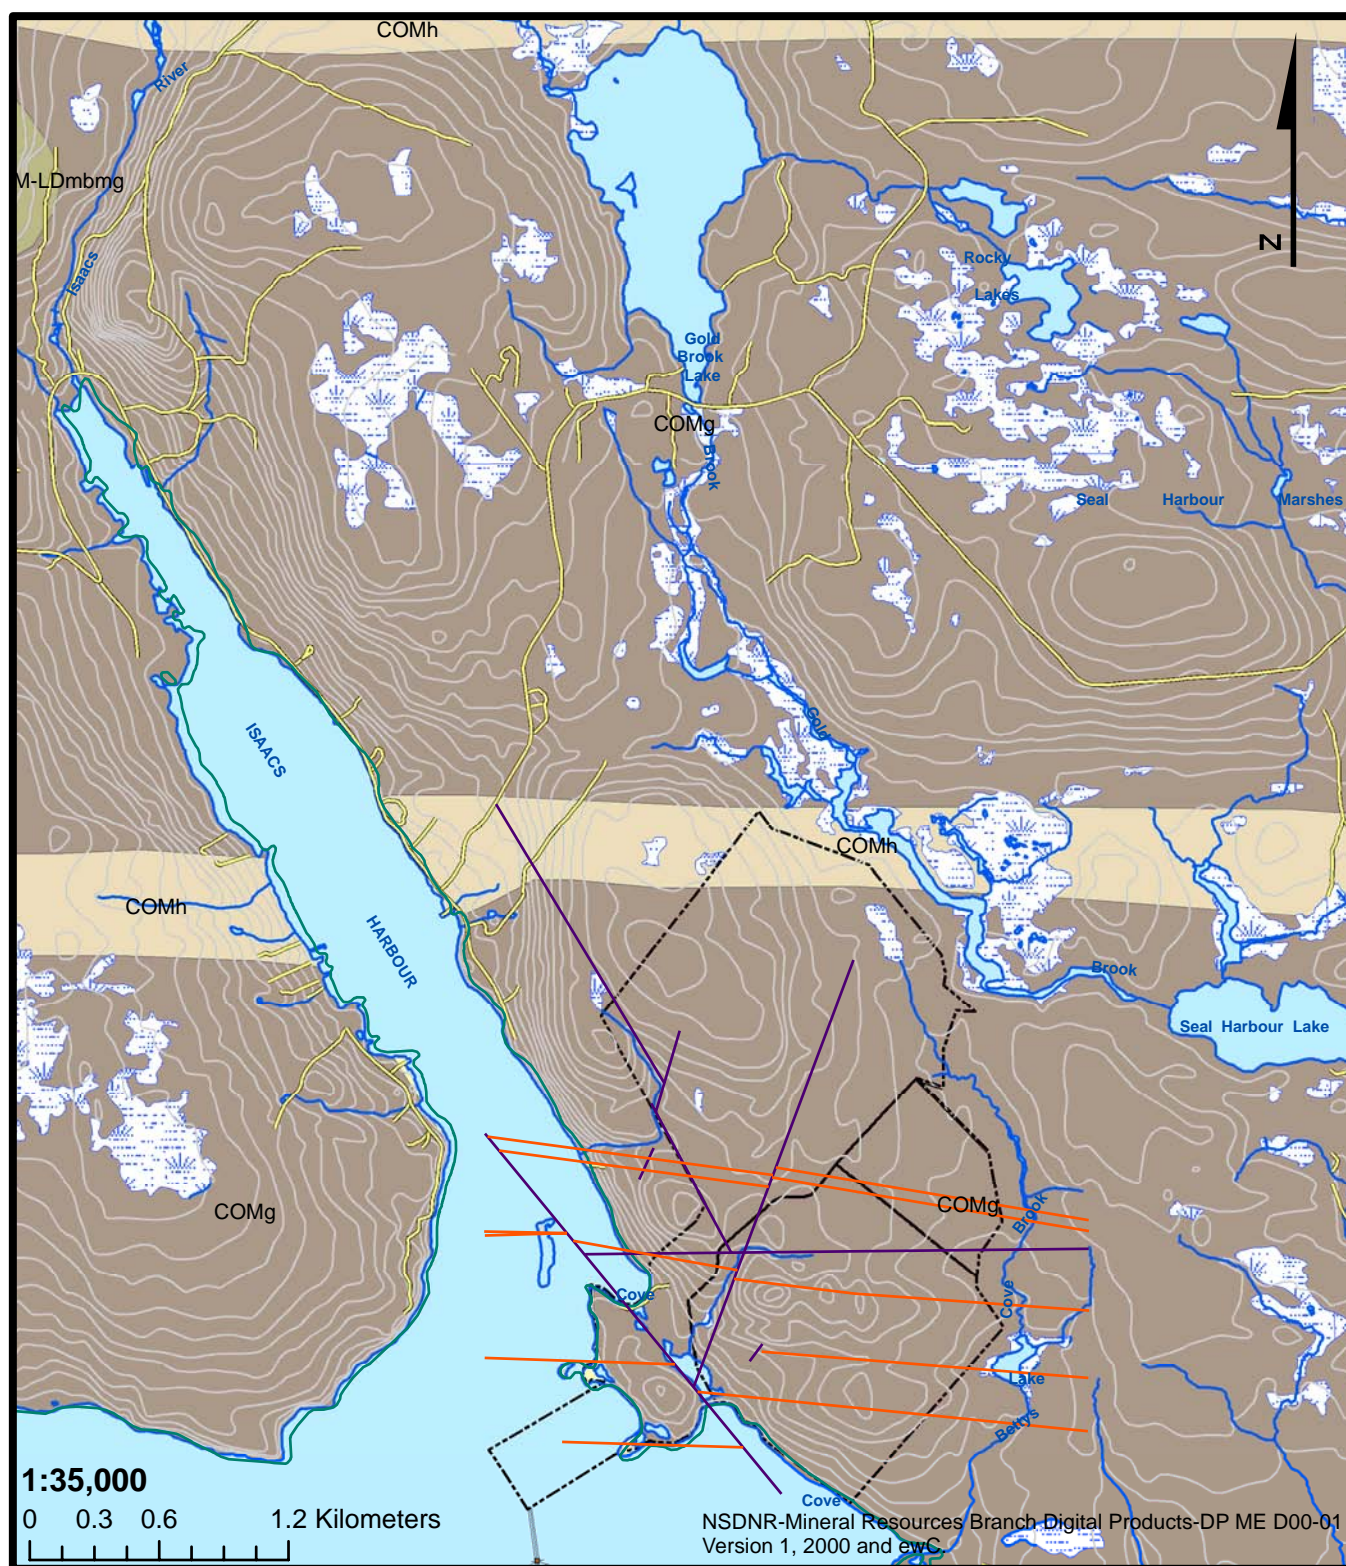 COMh
River
M-LDmbmg
Isaacs
N
Rocky
Lakes
Gold
Brook
Lake
COMg
Brook
Seal Harbour Marshes
Gold
ISAACS
COMh
COMh
HARBOUR
Brook
Seal Harbour Lake
COMg
COMg
Brook
Cove
Cove
Lake
Bettys
1:35,000
Cove
0 0.3 0.6 1.2 Kilometers
NSDNR-Mineral Resources Branch Digital Products-DP ME D00-01
Version 1, 2000 and ewC.